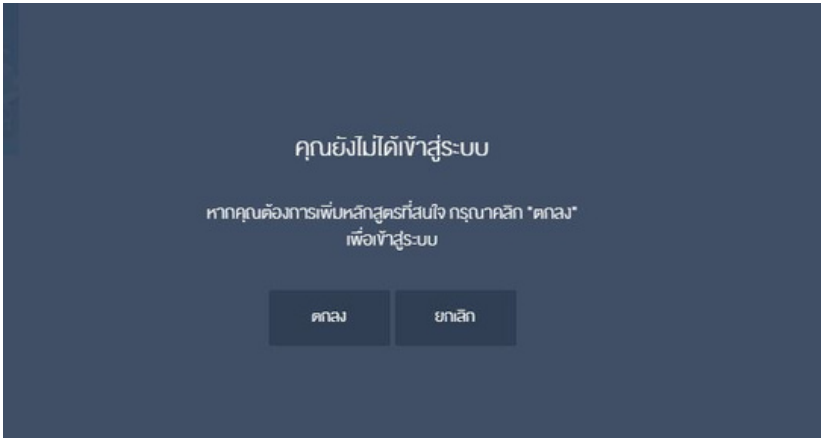 คุณยังไม่ได้เข้าสู่ระบบ
หากคุณต้องการเพิ่มหลักสูตรที่สนใจ กรุณาคลิก "ตกลง"
เพื่อเข้าสู่ระบบ
ตกลง ยกเลิก